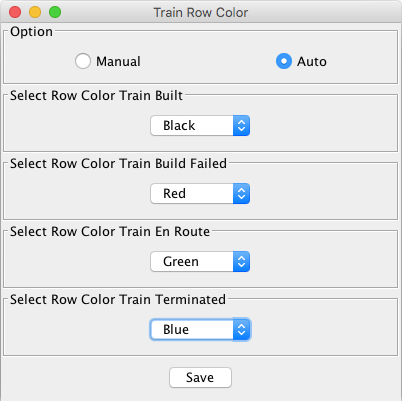 Train Row Color
Option
Manual Auto
Select Row Color Train Built
Black
Select Row Color Train Build Failed
Red
Select Row Color Train En Route
Green
Select Row Color Train Terminated
Blue
Save